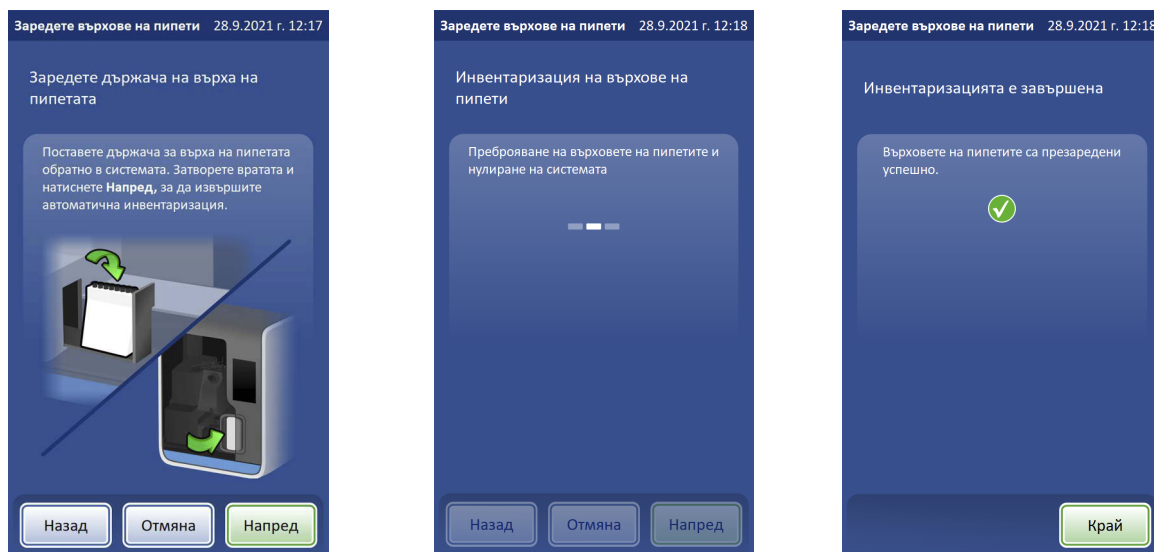 Заредете върхове на пипети 28.9.2021 г. 12:17
Заредете държача на върха на
пипетата
Поставете държача за върха на пипетата
обратно в системата. Затворете вратата и
натиснете Напред, за да извършите
автоматична инвентаризация.
Назад Отмяна Напред
Заредете върхове на пипети 28.9.2021 г. 12:18
Инвентаризация на върхове на
пипети
Преброяване на върховете на пипетите и
нулиране на системата
Назад Отмяна Напред
Заредете върхове на пипети 28.9.2021 г. 12:18
Инвентаризацията е завършена
Върховете на пипетите са презаредени
успешно.
Край